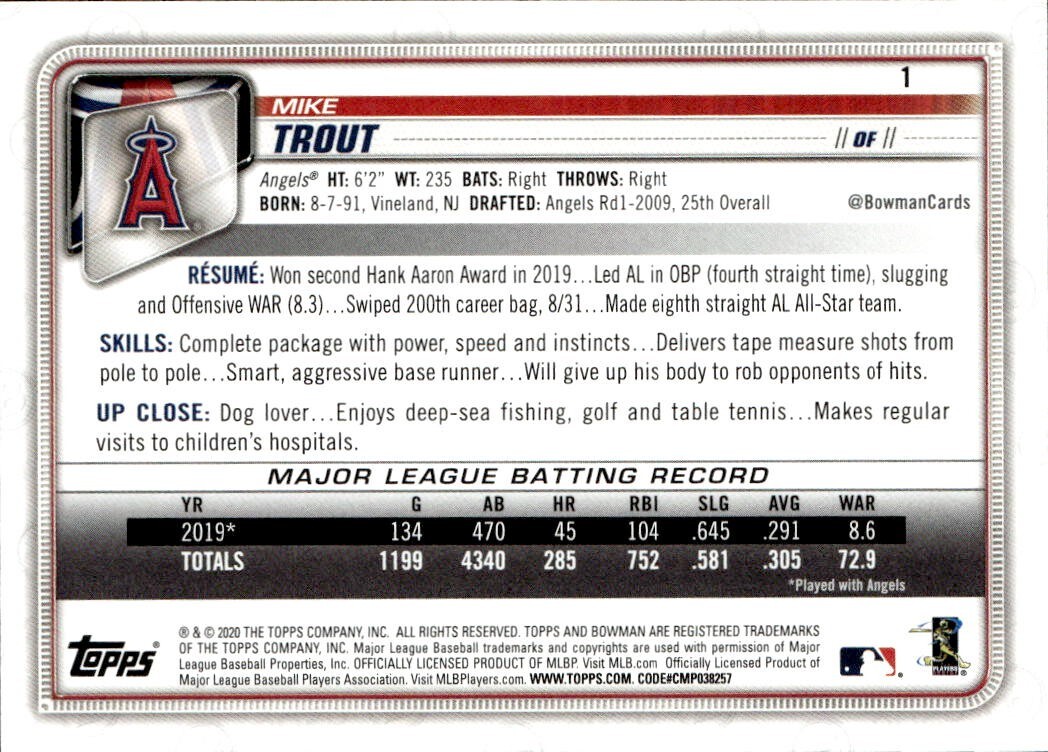 1
MIKE
TROUT // OF //
Angels® HT: 6'2" WT: 235 BATS: Right THROWS: Right
BORN: 8-7-91, Vineland, NJ DRAFTED: Angels Rd1-2009, 25th Overall @BowmanCards
A
RÉSUMÉ: Won second Hank Aaron Award in 2019...Led AL in OBP (fourth straight time), slugging
and Offensive WAR (8.3)...Swiped 200th career bag, 8/31...Made eighth straight AL All-Star team.
SKILLS: Complete package with power, speed and instincts...Delivers tape measure shots from
pole to pole...Smart, aggressive base runner...Will give up his body to rob opponents of hits.
UP CLOSE: Dog lover...Enjoys deep-sea fishing, golf and table tennis...Makes regular
visits to children's hospitals.
MAJOR LEAGUE BATTING RECORD
YR G AB HR RBI SLG AVG WAR
2019* 134 470 45 104 .645 .291 8.6
TOTALS 1199 4340 285 752 .581 .305 72.9
*Played with Angels
topps®
® & © 2020 THE TOPPS COMPANY, INC. ALL RIGHTS RESERVED. TOPPS AND BOWMAN ARE REGISTERED TRADEMARKS
OF THE TOPPS COMPANY, INC. Major League Baseball trademarks and copyrights are used with permission of Major
League Baseball Properties, Inc. OFFICIALLY LICENSED PRODUCT OF MLBP. Visit MLB.com Officially Licensed Product of
Major League Baseball Players Association. Visit MLBPlayers.com. WWW.TOPPS.COM. CODE#CMP038257
PLAYERS